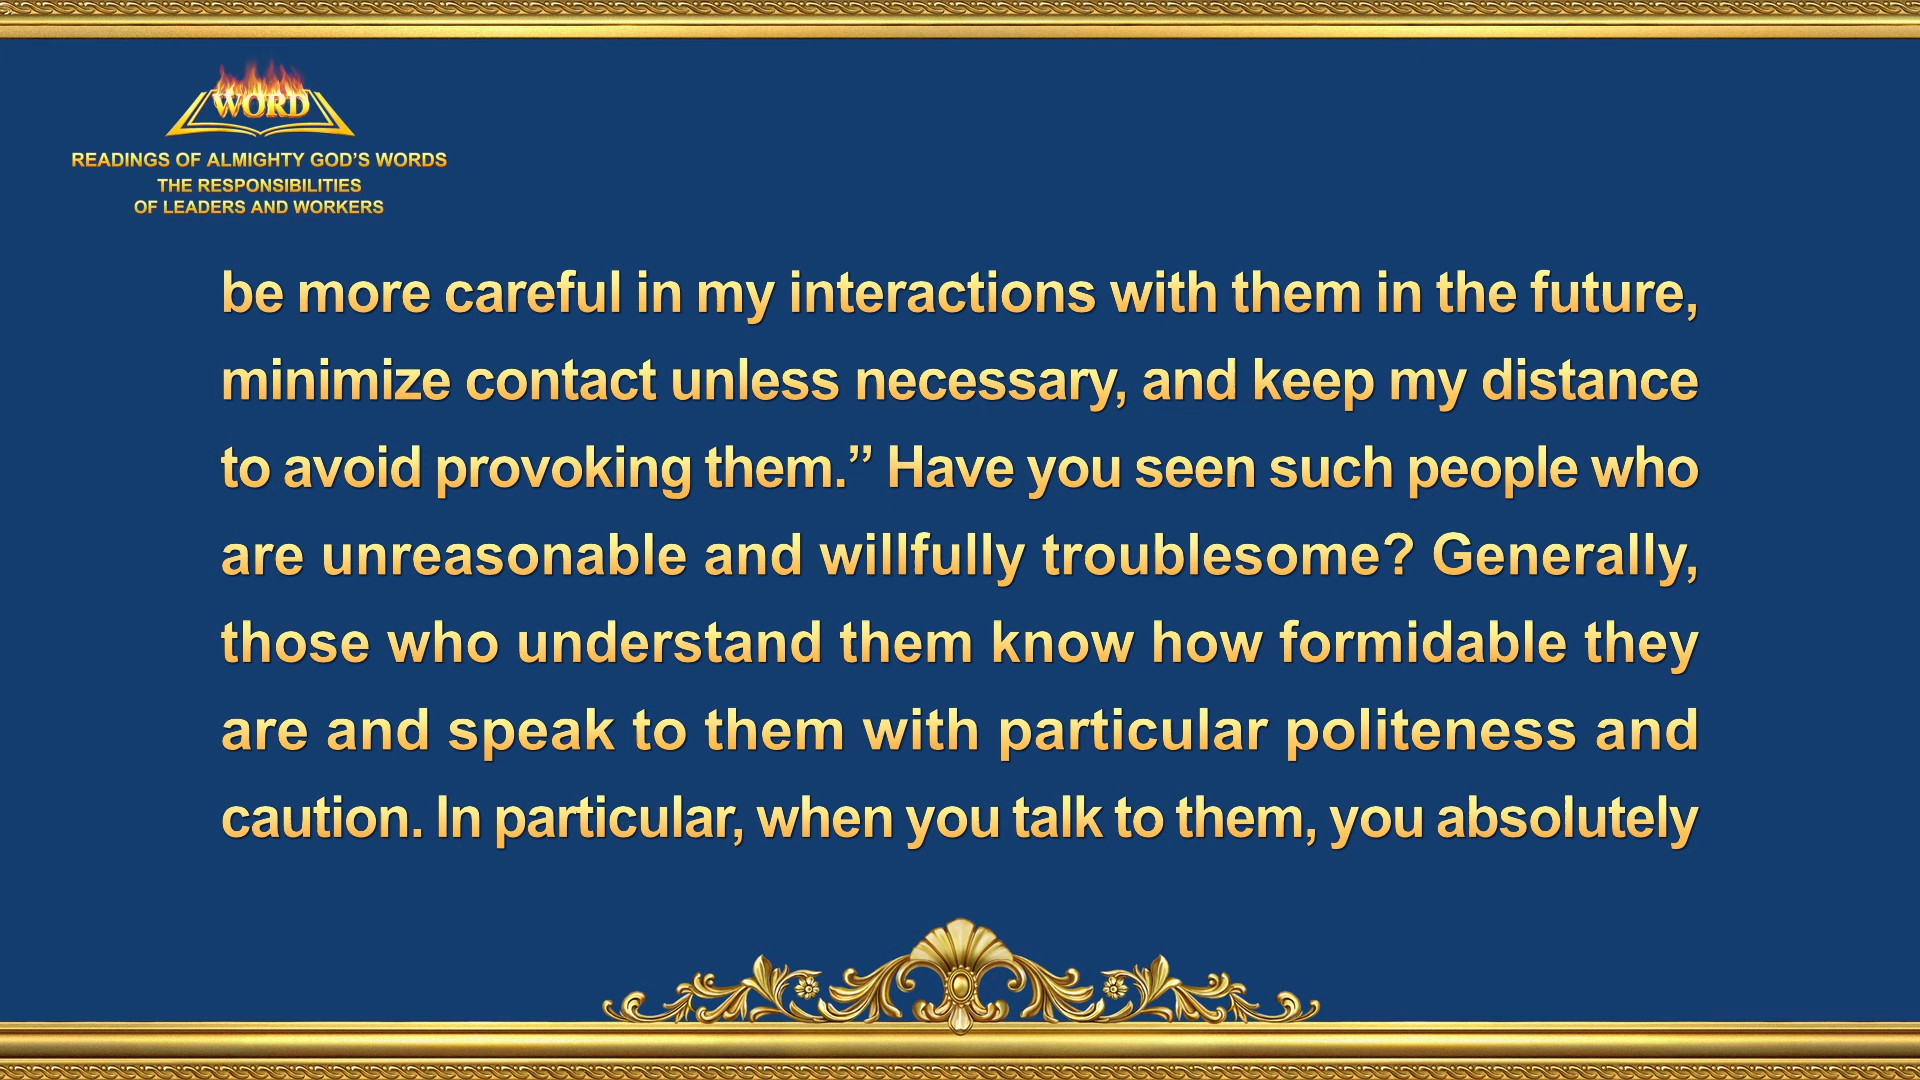 WORD
READINGS OF ALMIGHTY GOD’S WORDS
THE RESPONSIBILITIES
OF LEADERS AND WORKERS
be more careful in my interactions with them in the future,
minimize contact unless necessary, and keep my distance
to avoid provoking them.” Have you seen such people who
are unreasonable and willfully troublesome? Generally,
those who understand them know how formidable they
are and speak to them with particular politeness and
caution. In particular, when you talk to them, you absolutely